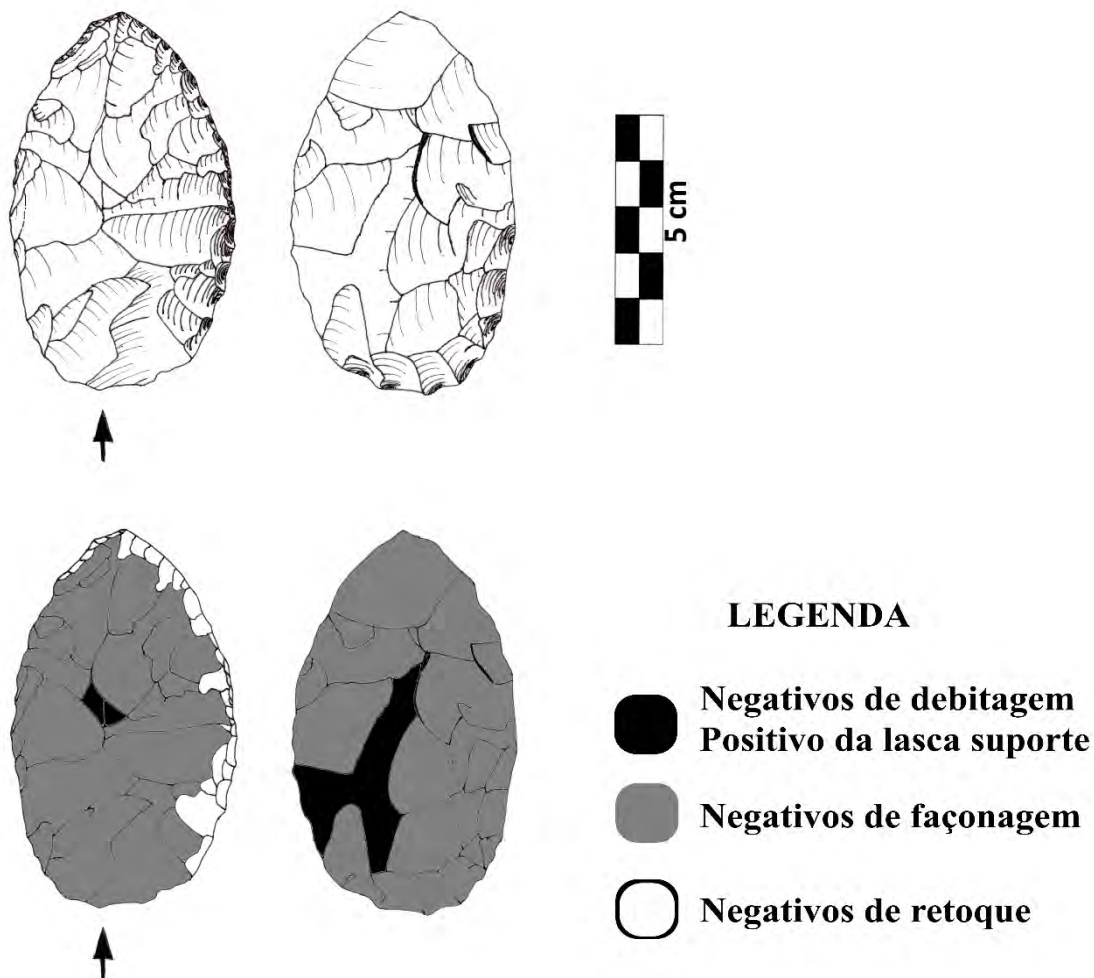 5 cm
LEGENDA
Negativos de debitagem
Positivo da lasca suporte
Negativos de façonagem
Negativos de retoque